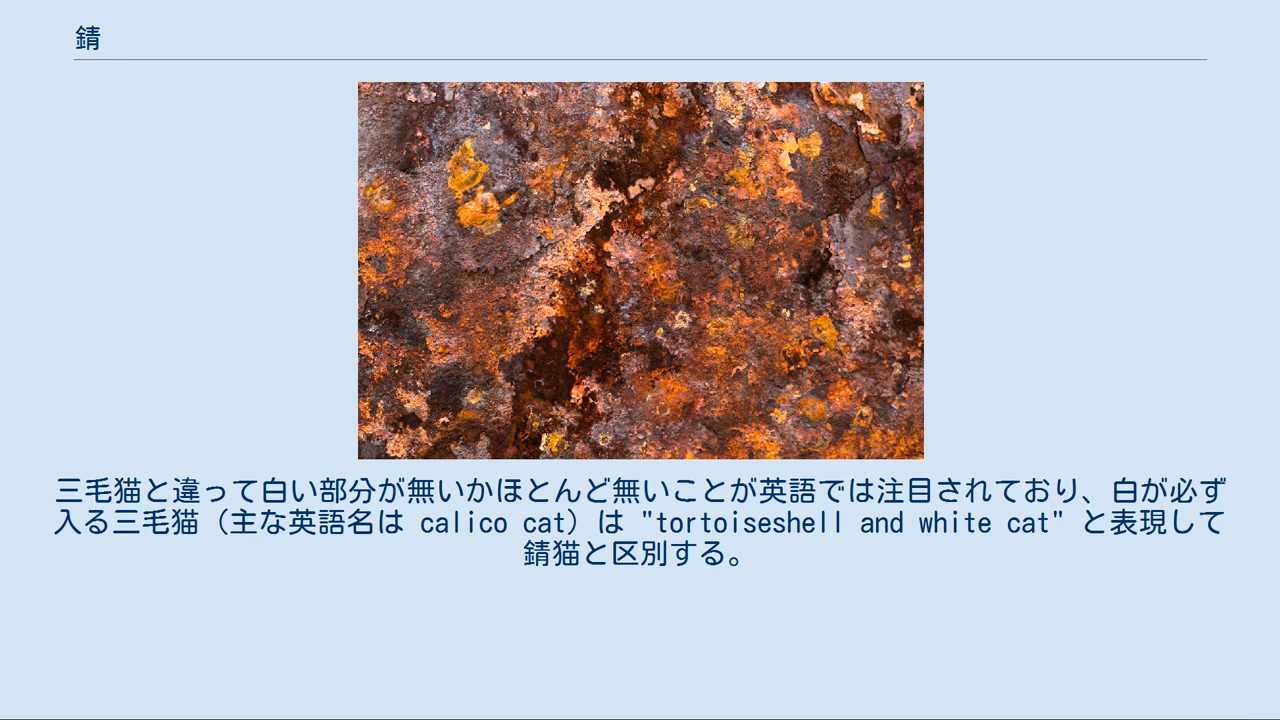 錆
三毛猫と違って白い部分が無いかほとんど無いことが英語では注目されており、白が必ず
入る三毛猫（主な英語名は calico cat）は "tortoiseshell and white cat" と表現して
錆猫と区別する。